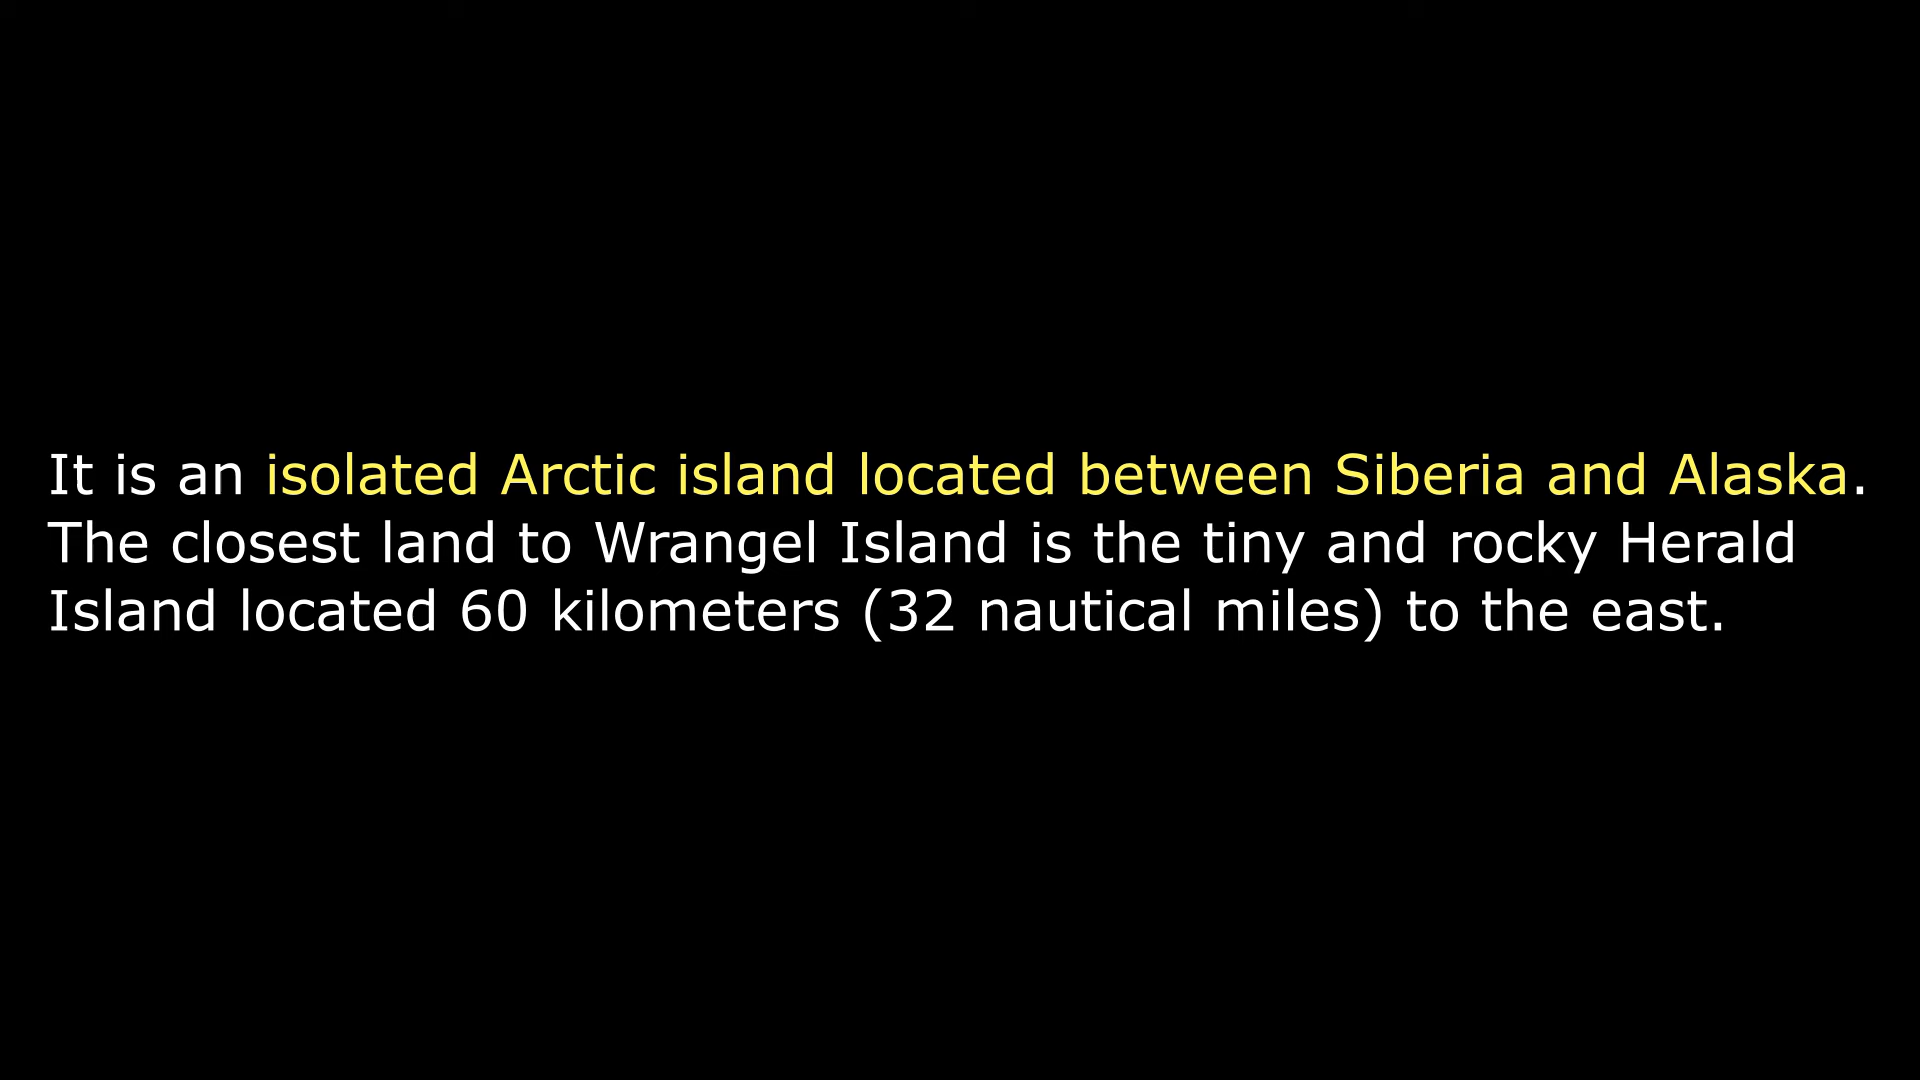 It is an isolated Arctic island located between Siberia and Alaska.
The closest land to Wrangel Island is the tiny and rocky Herald
Island located 60 kilometers (32 nautical miles) to the east.